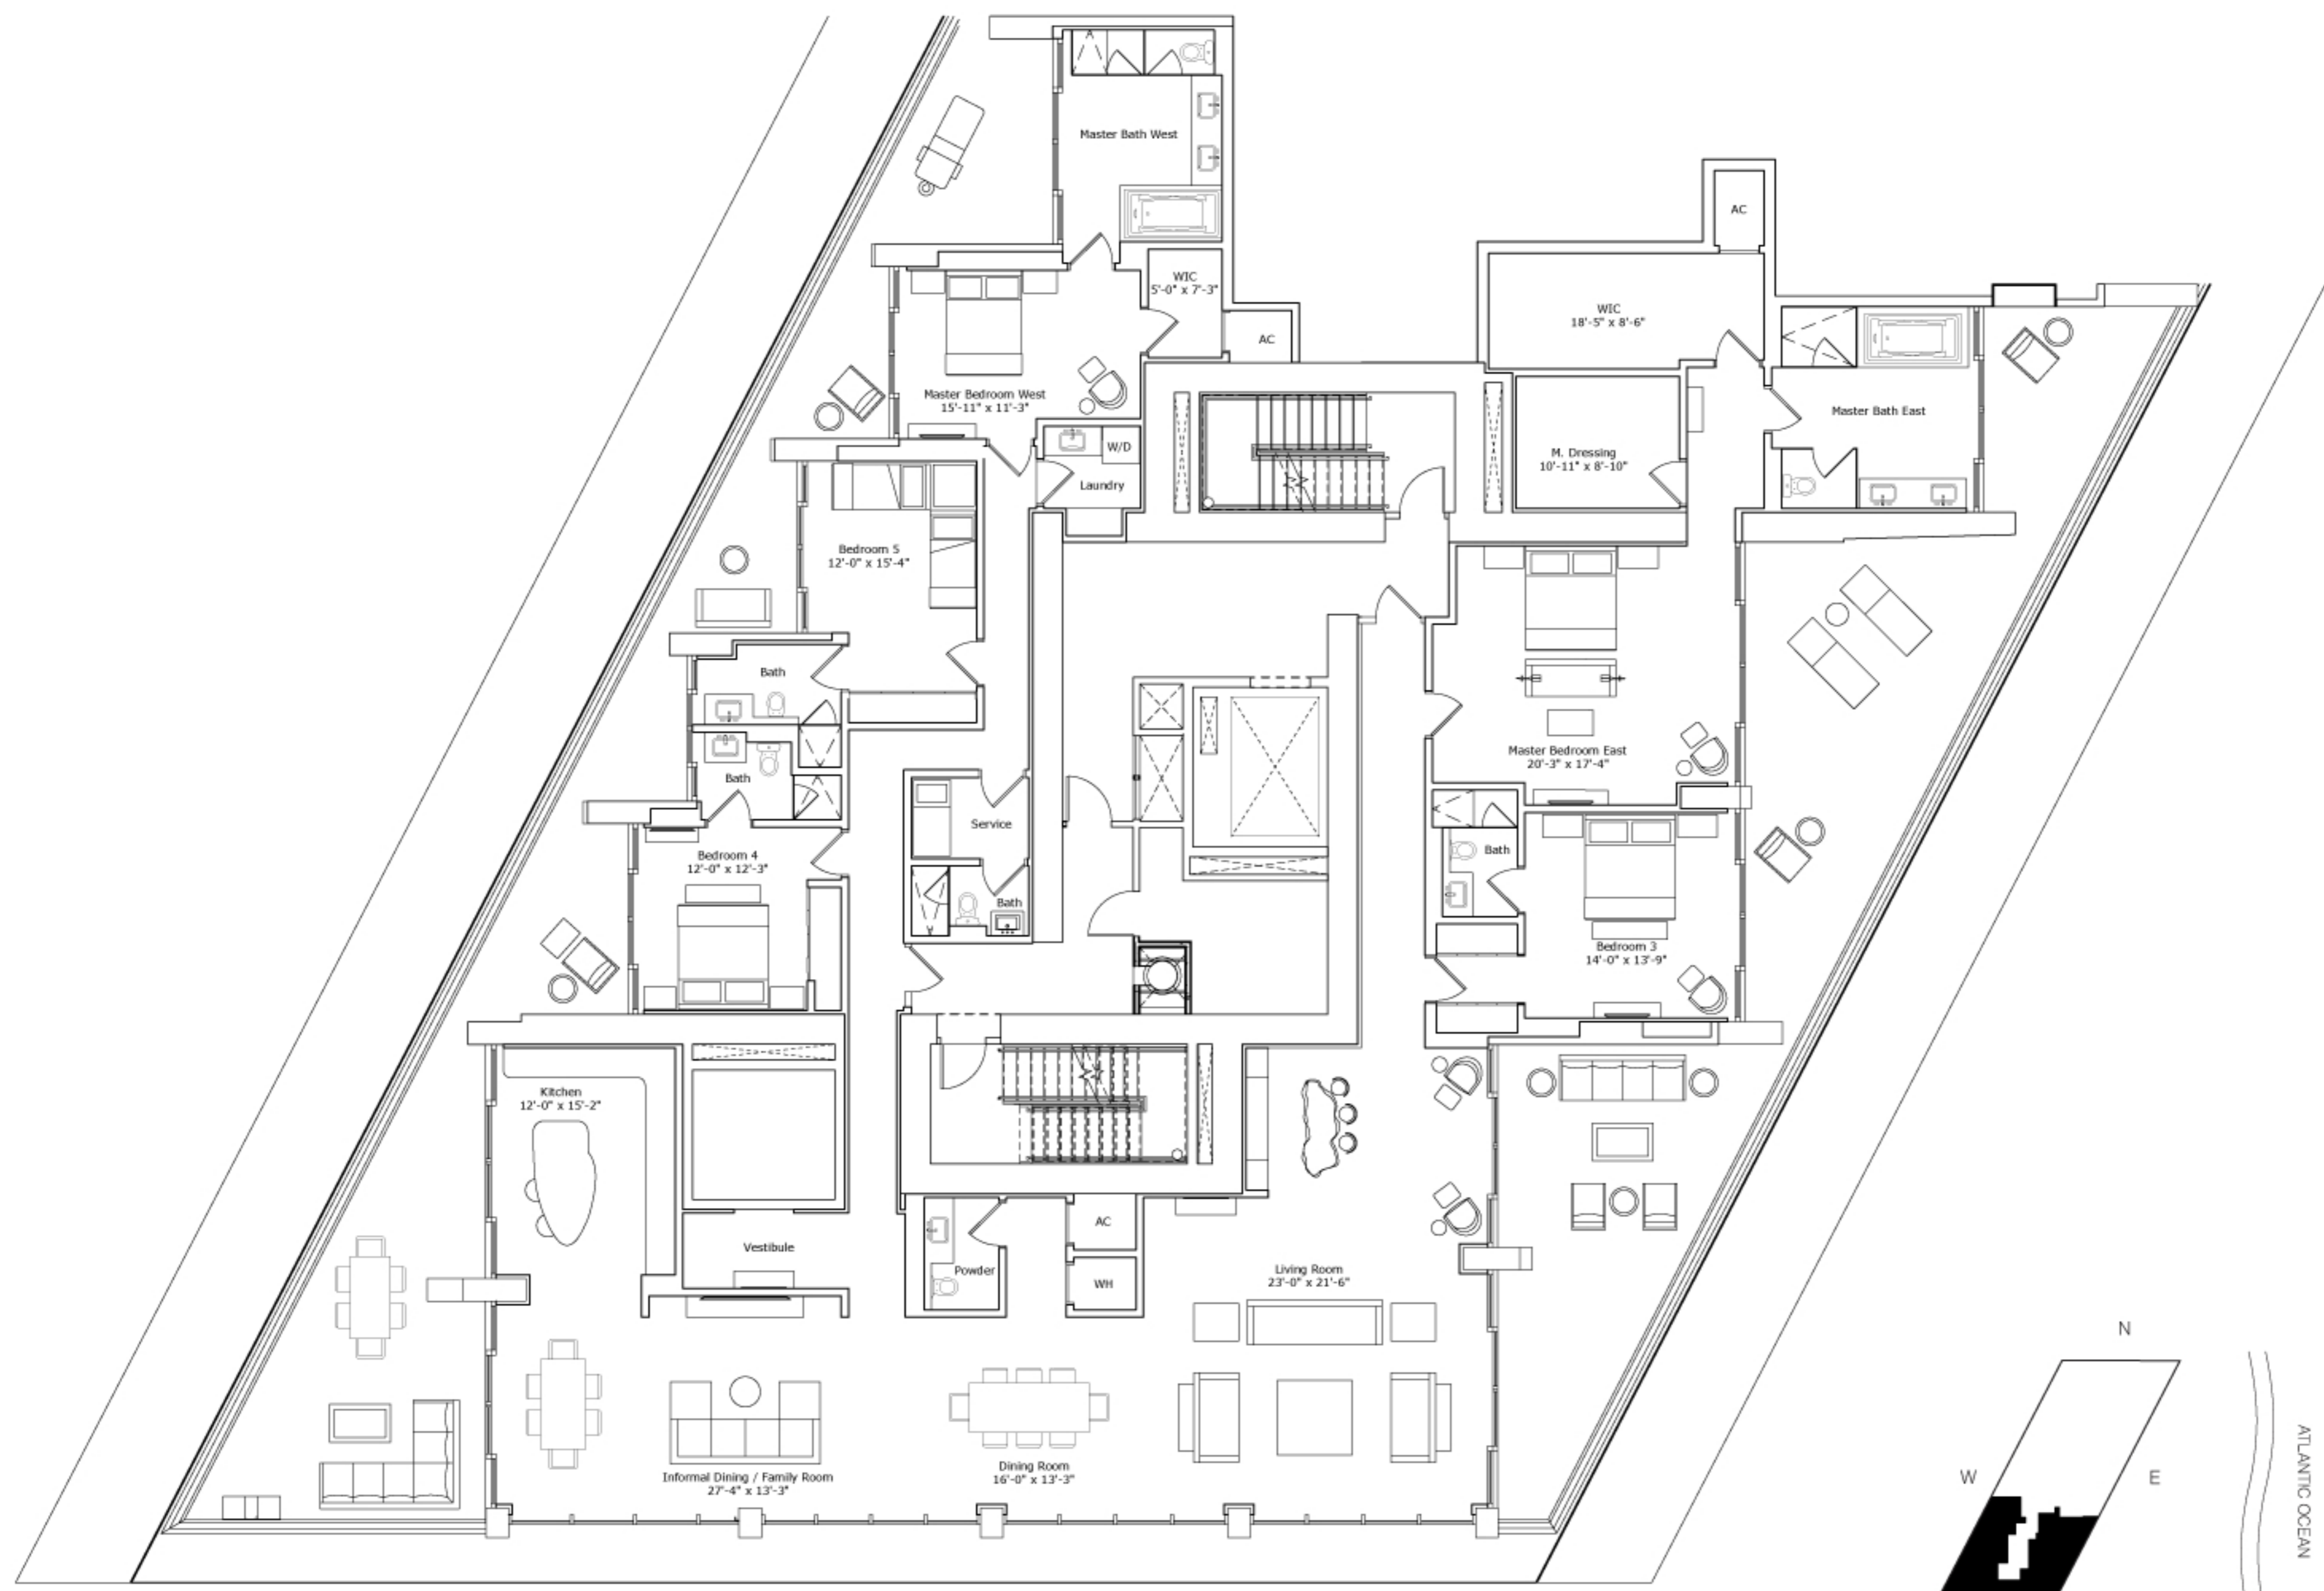 A
Master Bath West
AC
WIC
5'-0" x 7'-3"
WIC
18'-5" x 8'-6"
AC
Master Bedroom West
15'-11" x 11'-3"
Master Bath East
W/D
M. Dressing
10'-11" x 8'-10"
Laundry
Bedroom 5
12'-0" x 15'-4"
Bath
Master Bedroom East
20'-3" x 17'-4"
Bath
Service
Bedroom 4
12'-0" x 12'-3"
Bath
Bath
Bedroom 3
14'-0" x 13'-9"
Kitchen
12'-0" x 15'-2"
AC
Vestibule
Powder
Living Room
23'-0" x 21'-6"
WH
N
Dining Room
16'-0" x 13'-3"
Informal Dining / Family Room
27'-4" x 13'-3"
W
E
ATLANTIC OCEAN